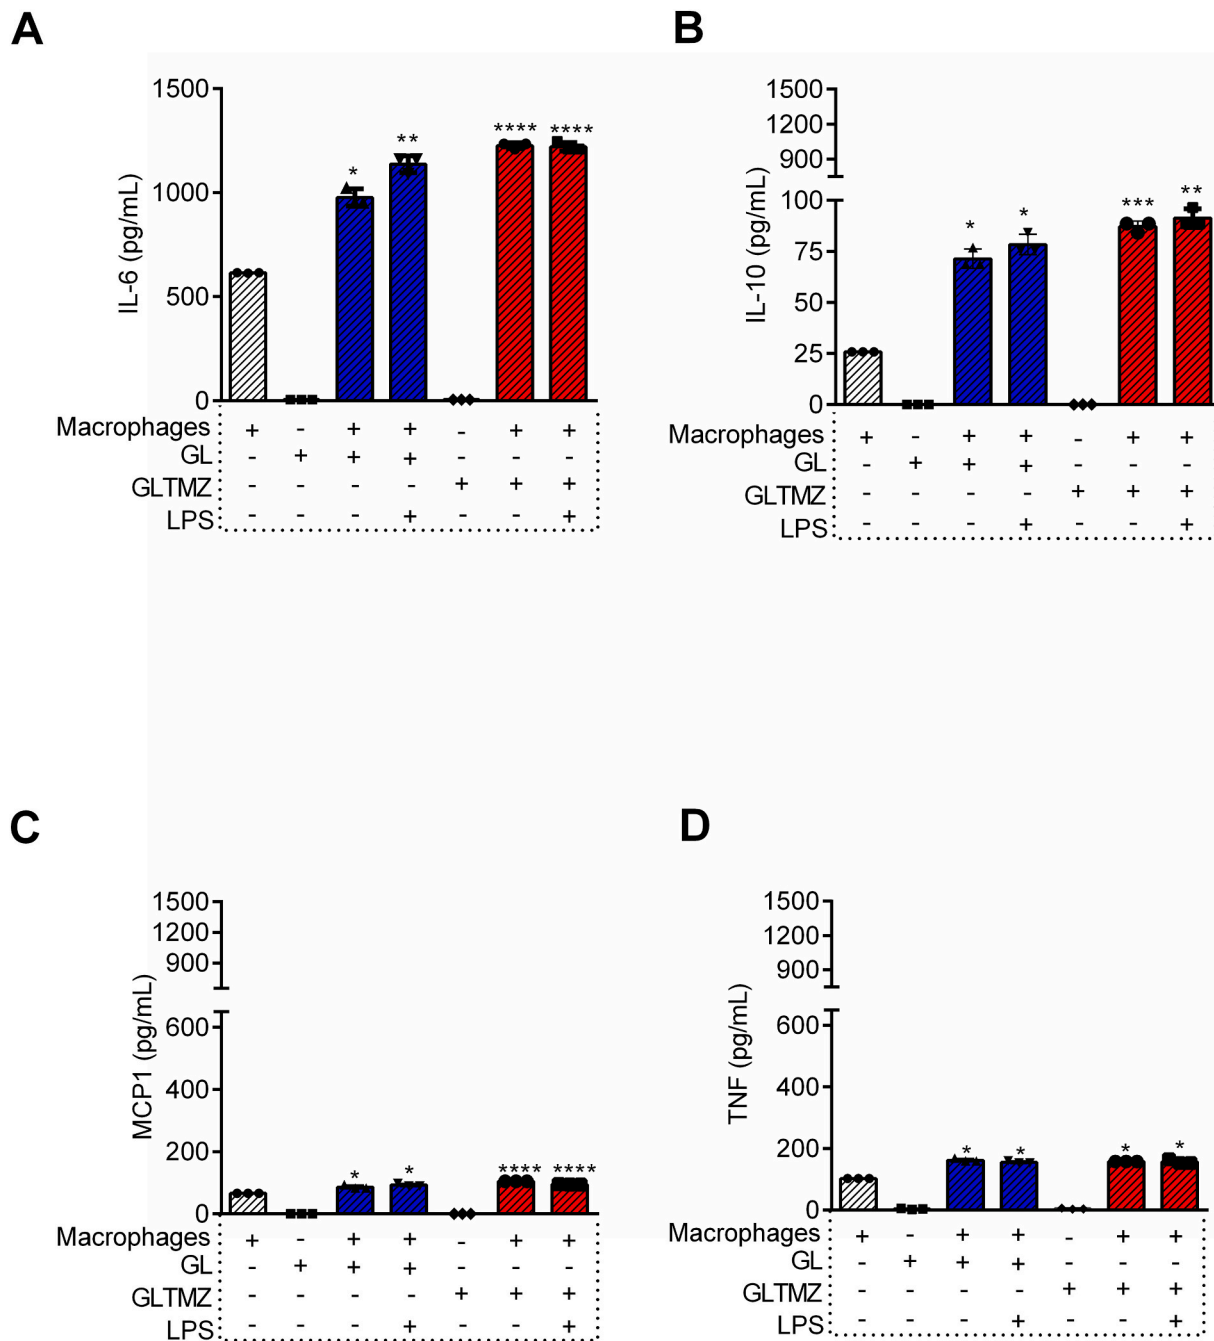 A
IL-6 (pg/mL)
1500
1000
500
0
* ** **** ****
Macrophages + - + + - + +
GL - + + + - - -
GLTMZ - - - - + + +
LPS - - - + - - +
B
IL-10 (pg/mL)
1500
1200
900
100
75
50
25
0
* * *** **
Macrophages + - + + - + +
GL - + + + - - -
GLTMZ - - - - + + +
LPS - - - + - - +
C
MCP1 (pg/mL)
1500
1200
900
600
400
200
0
* * **** ****
Macrophages + - + + - + +
GL - + + + - - -
GLTMZ - - - - + + +
LPS - - - + - - +
D
TNF (pg/mL)
1500
1200
900
600
400
200
0
* * * *
Macrophages + - + + - + +
GL - + + + - - -
GLTMZ - - - - + + +
LPS - - - + - - +